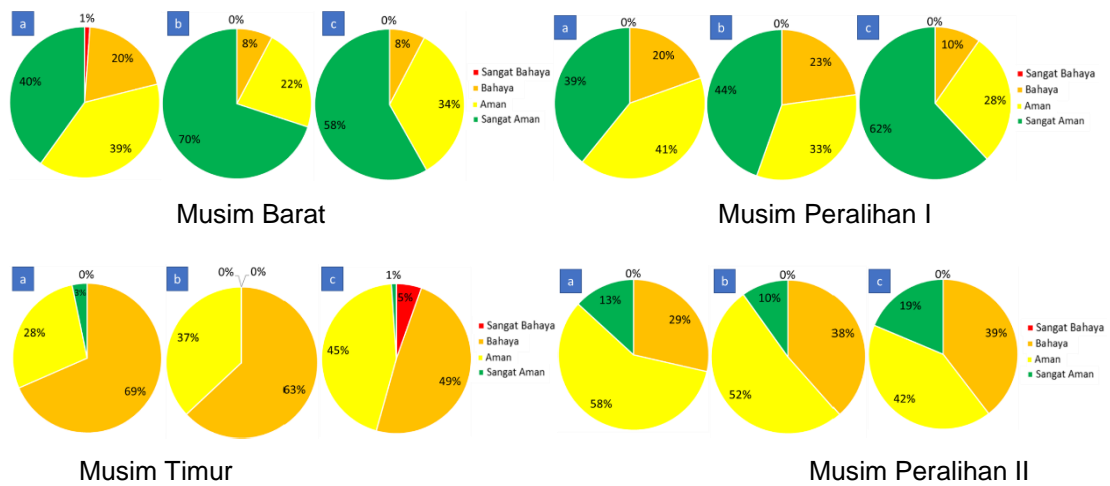 a
1%
20%
39%
40%
b
0%
8%
22%
70%
c
0%
8%
34%
58%
Sangat Bahaya
Bahaya
Aman
Sangat Aman
Musim Barat
a
0%
20%
41%
39%
b
0%
23%
33%
44%
c
0%
10%
28%
62%
Sangat Bahaya
Bahaya
Aman
Sangat Aman
Musim Peralihan I
a
0%
3%
28%
69%
b
0%
0%
37%
63%
c
1%
5%
45%
49%
Sangat Bahaya
Bahaya
Aman
Sangat Aman
Musim Timur
a
0%
13%
29%
58%
b
0%
10%
38%
52%
c
0%
19%
39%
42%
Sangat Bahaya
Bahaya
Aman
Sangat Aman
Musim Peralihan II